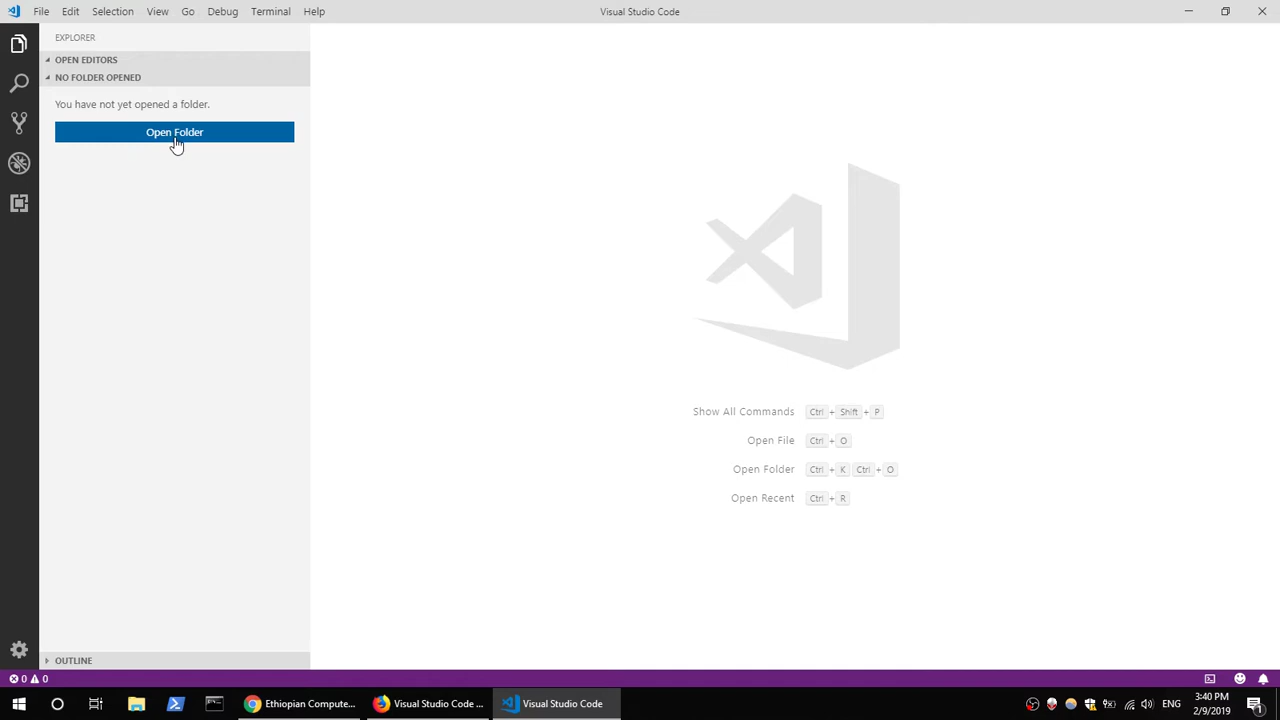 File Edit Selection View Go Debug Terminal Help Visual Studio Code
EXPLORER
OPEN EDITORS
NO FOLDER OPENED
You have not yet opened a folder.
Open Folder
Show All Commands Ctrl + Shift + P
Open File Ctrl + O
Open Folder Ctrl + K Ctrl + O
Open Recent Ctrl + R
OUTLINE
0 0
Ethiopian Compute... Visual Studio Code ... Visual Studio Code ENG 3:40 PM
2/9/2019
1